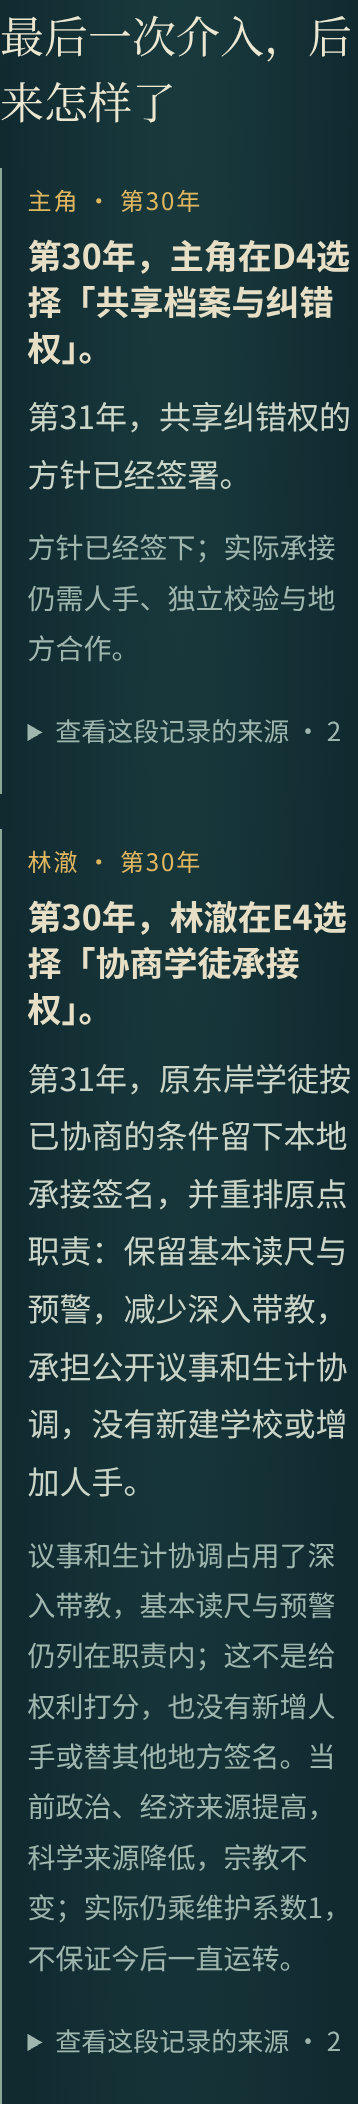 最后一次介入，后
来怎样了
主角 · 第30年
第30年，主角在D4选
择「共享档案与纠错
权」。
第31年，共享纠错权的
方针已经签署。
方针已经签下；实际承接
仍需人手、独立校验与地
方合作。
▶ 查看这段记录的来源 · 2
林澈 · 第30年
第30年，林澈在E4选
择「协商学徒承接
权」。
第31年，原东岸学徒按
已协商的条件留下本地
承接签名，并重排原点
职责：保留基本读尺与
预警，减少深入带教，
承担公开议事和生计协
调，没有新建学校或增
加人手。
议事和生计协调占用了深
入带教，基本读尺与预警
仍列在职责内；这不是给
权利打分，也没有新增人
手或替其他地方签名。当
前政治、经济来源提高，
科学来源降低，宗教不
变；实际仍乘维护系数1，
不保证今后一直运转。
▶ 查看这段记录的来源 · 2